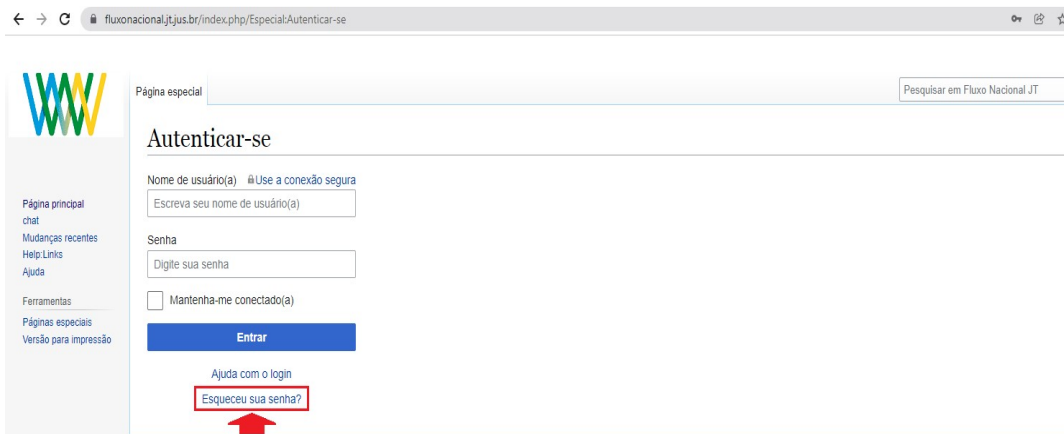 fluxonacional.jt.jus.br/index.php/Especial:Autenticar-se
Página especial
Pesquisar em Fluxo Nacional JT
Autenticar-se
Nome de usuário(a) Use a conexão segura
Escreva seu nome de usuário(a)
Senha
Digite sua senha
Mantenha-me conectado(a)
Entrar
Ajuda com o login
Esqueceu sua senha?
Página principal
chat
Mudanças recentes
Help:Links
Ajuda
Ferramentas
Páginas especiais
Versão para impressão